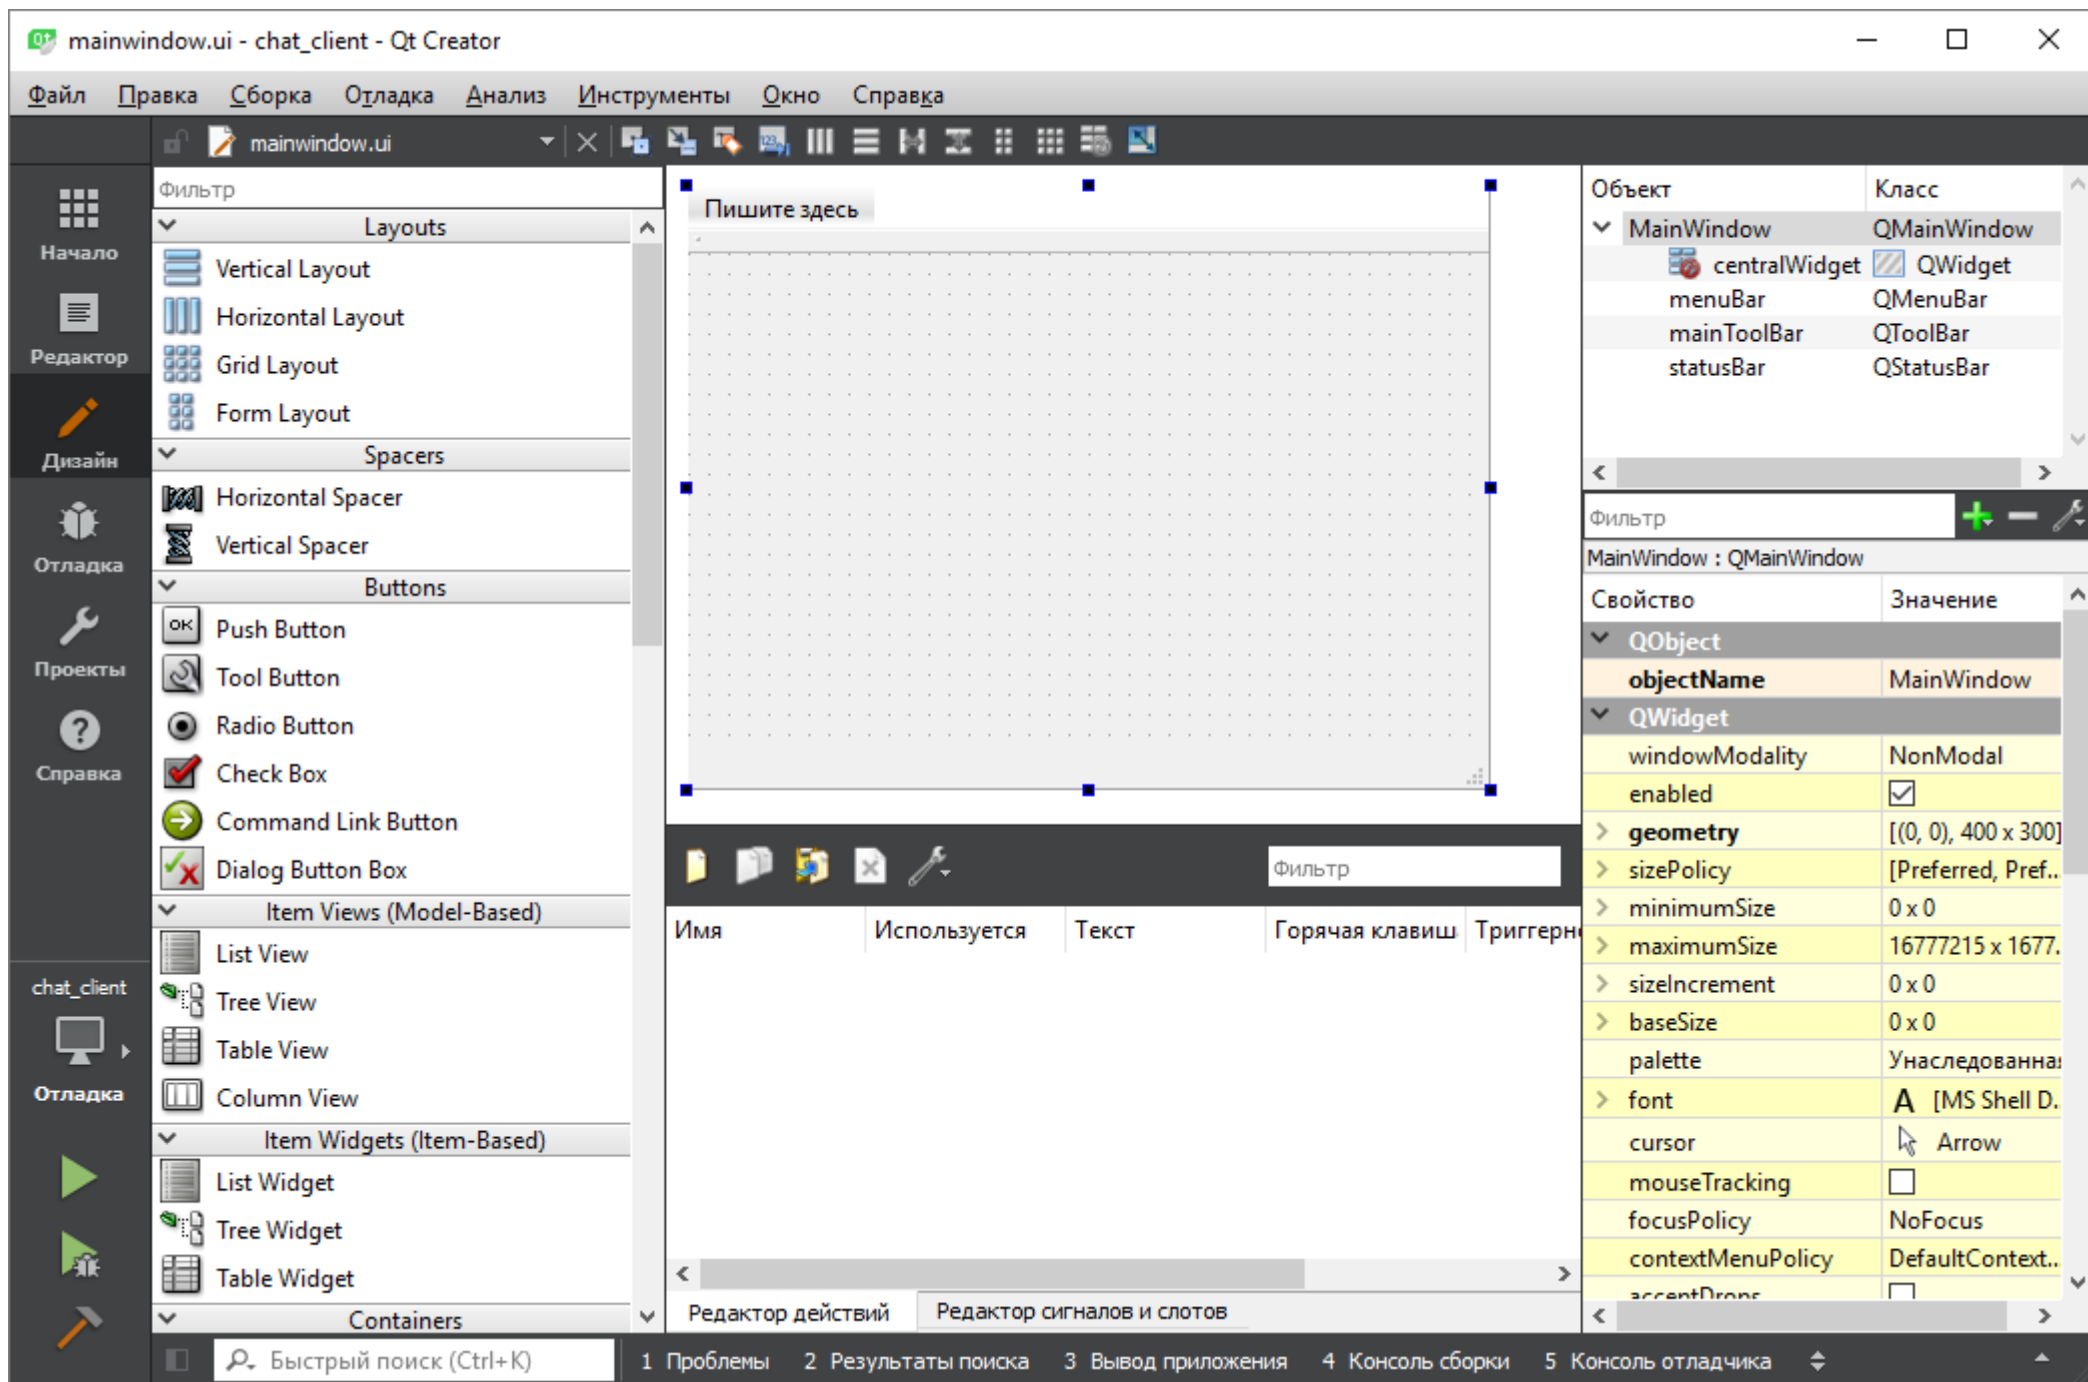 mainwindow.ui - chat_client - Qt Creator
Файл Правка Сборка Отладка Анализ Инструменты Окно Справка
mainwindow.ui
Начало
Редактор
Дизайн
Отладка
Проекты
Справка
chat_client
Отладка
Фильтр
Layouts
Vertical Layout
Horizontal Layout
Grid Layout
Form Layout
Spacers
Horizontal Spacer
Vertical Spacer
Buttons
OK Push Button
Tool Button
Radio Button
Check Box
Command Link Button
Dialog Button Box
Item Views (Model-Based)
List View
Tree View
Table View
Column View
Item Widgets (Item-Based)
List Widget
Tree Widget
Table Widget
Containers
Пишите здесь
Фильтр
Имя Используется Текст Горячая клавиш Триггерн
Редактор действий Редактор сигналов и слотов
Объект Класс
MainWindow QMainWindow
centralWidget QWidget
menuBar QMenuBar
mainToolBar QToolBar
statusBar QStatusBar
Фильтр
MainWindow : QMainWindow
Свойство Значение
QObject
objectName MainWindow
QWidget
windowModality NonModal
enabled
geometry [(0, 0), 400 x 300]
sizePolicy [Preferred, Pref...
minimumSize 0 x 0
maximumSize 16777215 x 1677.
sizeIncrement 0 x 0
baseSize 0 x 0
palette Унаследованная
font A [MS Shell D..
cursor Arrow
mouseTracking
focusPolicy NoFocus
contextMenuPolicy DefaultContext...
acceptDrops
Быстрый поиск (Ctrl+K) 1 Проблемы 2 Результаты поиска 3 Вывод приложения 4 Консоль сборки 5 Консоль отладчика